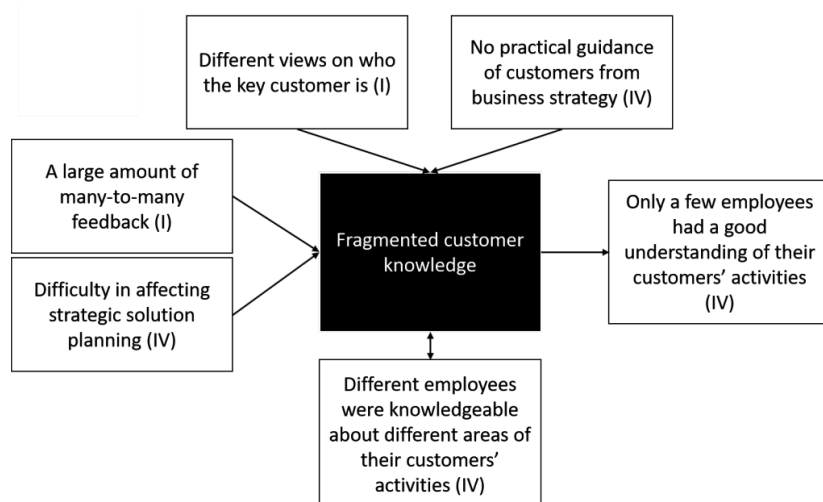 Different views on who
the key customer is (I)
No practical guidance
of customers from
business strategy (IV)
A large amount of
many-to-many
feedback (I)
Difficulty in affecting
strategic solution
planning (IV)
Fragmented customer
knowledge
Only a few employees
had a good
understanding of their
customers’ activities
(IV)
Different employees
were knowledgeable
about different areas of
their customers’
activities (IV)